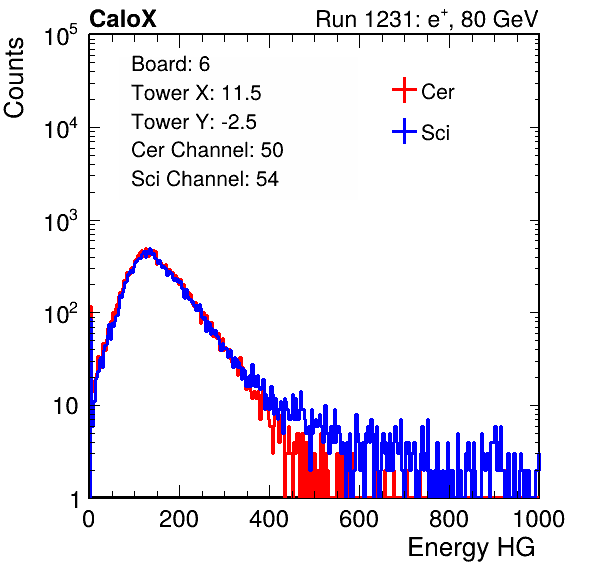 CaloX Run 1231: e⁺, 80 GeV
Counts
Board: 6
Tower X: 11.5
Tower Y: -2.5
Cer Channel: 50
Sci Channel: 54
Cer
Sci
10⁵
10⁴
10³
10²
10
1
0 200 400 600 800 1000
Energy HG